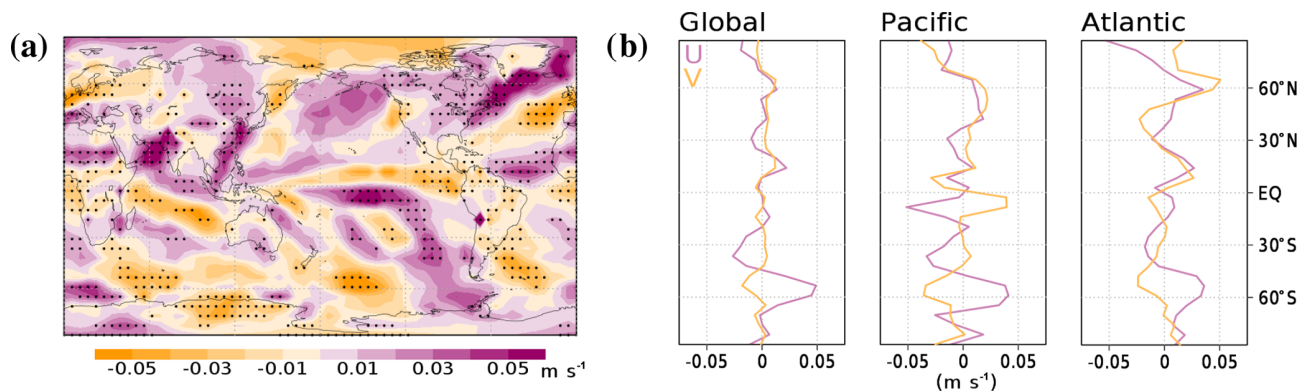 (a)
-0.05 -0.03 -0.01 0.01 0.03 0.05 m s⁻¹
(b)
Global Pacific Atlantic
U
V
60°N
30°N
EQ
30°S
60°S
-0.05 0 0.05 -0.05 0 0.05 -0.05 0 0.05
(m s⁻¹)